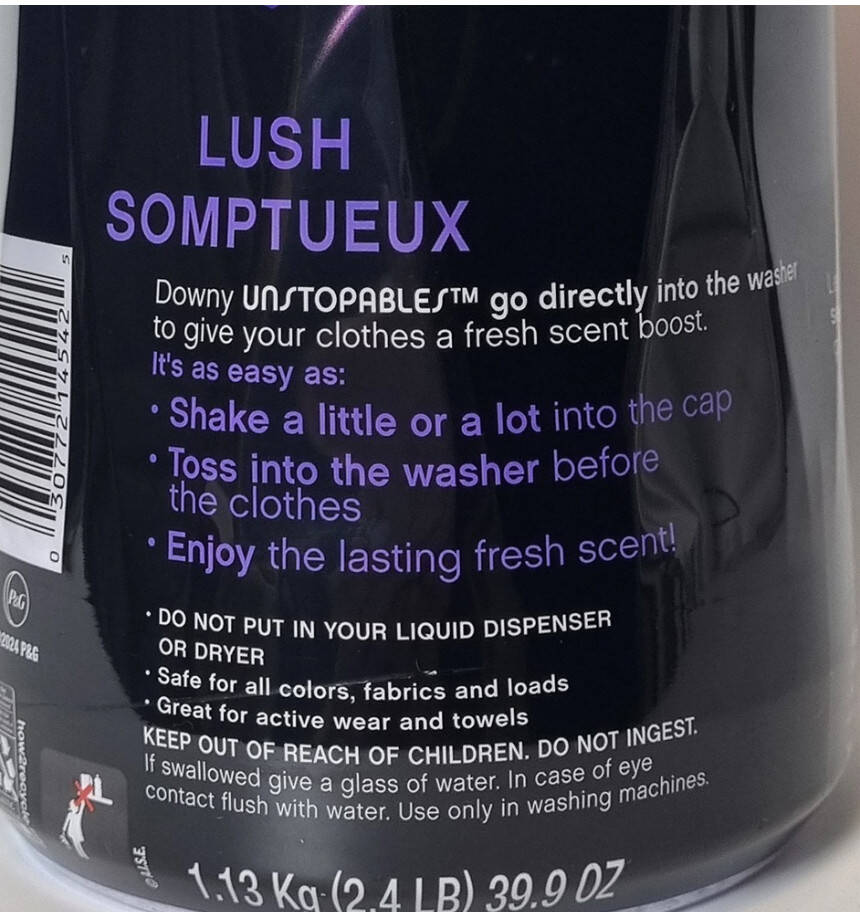 LUSH
SOMPTUEUX
Downy UNSTOPABLES™ go directly into the washer
to give your clothes a fresh scent boost.
It's as easy as:
• Shake a little or a lot into the cap
• Toss into the washer before
the clothes
• Enjoy the lasting fresh scent!
• DO NOT PUT IN YOUR LIQUID DISPENSER
OR DRYER
• Safe for all colors, fabrics and loads
• Great for active wear and towels
KEEP OUT OF REACH OF CHILDREN. DO NOT INGEST.
If swallowed give a glass of water. In case of eye
contact flush with water. Use only in washing machines.
1.13 Kg (2.4 LB) 39.9 OZ
0 30772 14542 5
P&G
2024 P&G
how2recycle
© A.I.S.E.